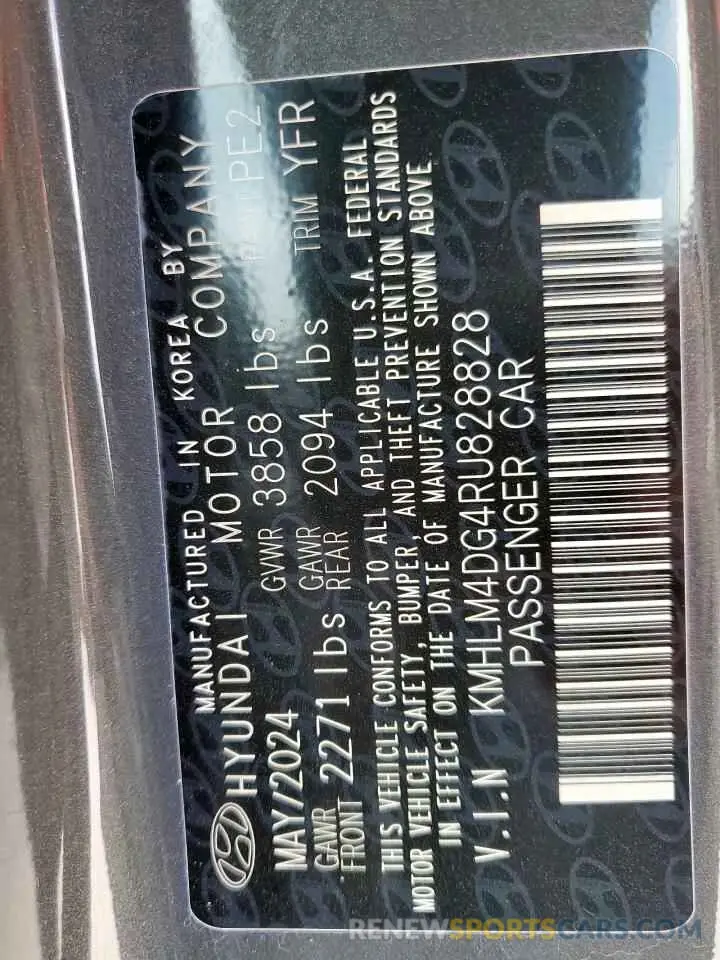 MANUFACTURED IN KOREA BY
HYUNDAI MOTOR COMPANY
MAY/2024 GVWR 3858 lbs PAINT PE2
GAWR FRONT 2271 lbs GAWR REAR 2094 lbs TRIM YFR
THIS VEHICLE CONFORMS TO ALL APPLICABLE U.S.A. FEDERAL
MOTOR VEHICLE SAFETY, BUMPER, AND THEFT PREVENTION STANDARDS
IN EFFECT ON THE DATE OF MANUFACTURE SHOWN ABOVE.
V.I.N KMHLM4DG4RU828828
PASSENGER CAR
RENEWSPORTSCARS.COM